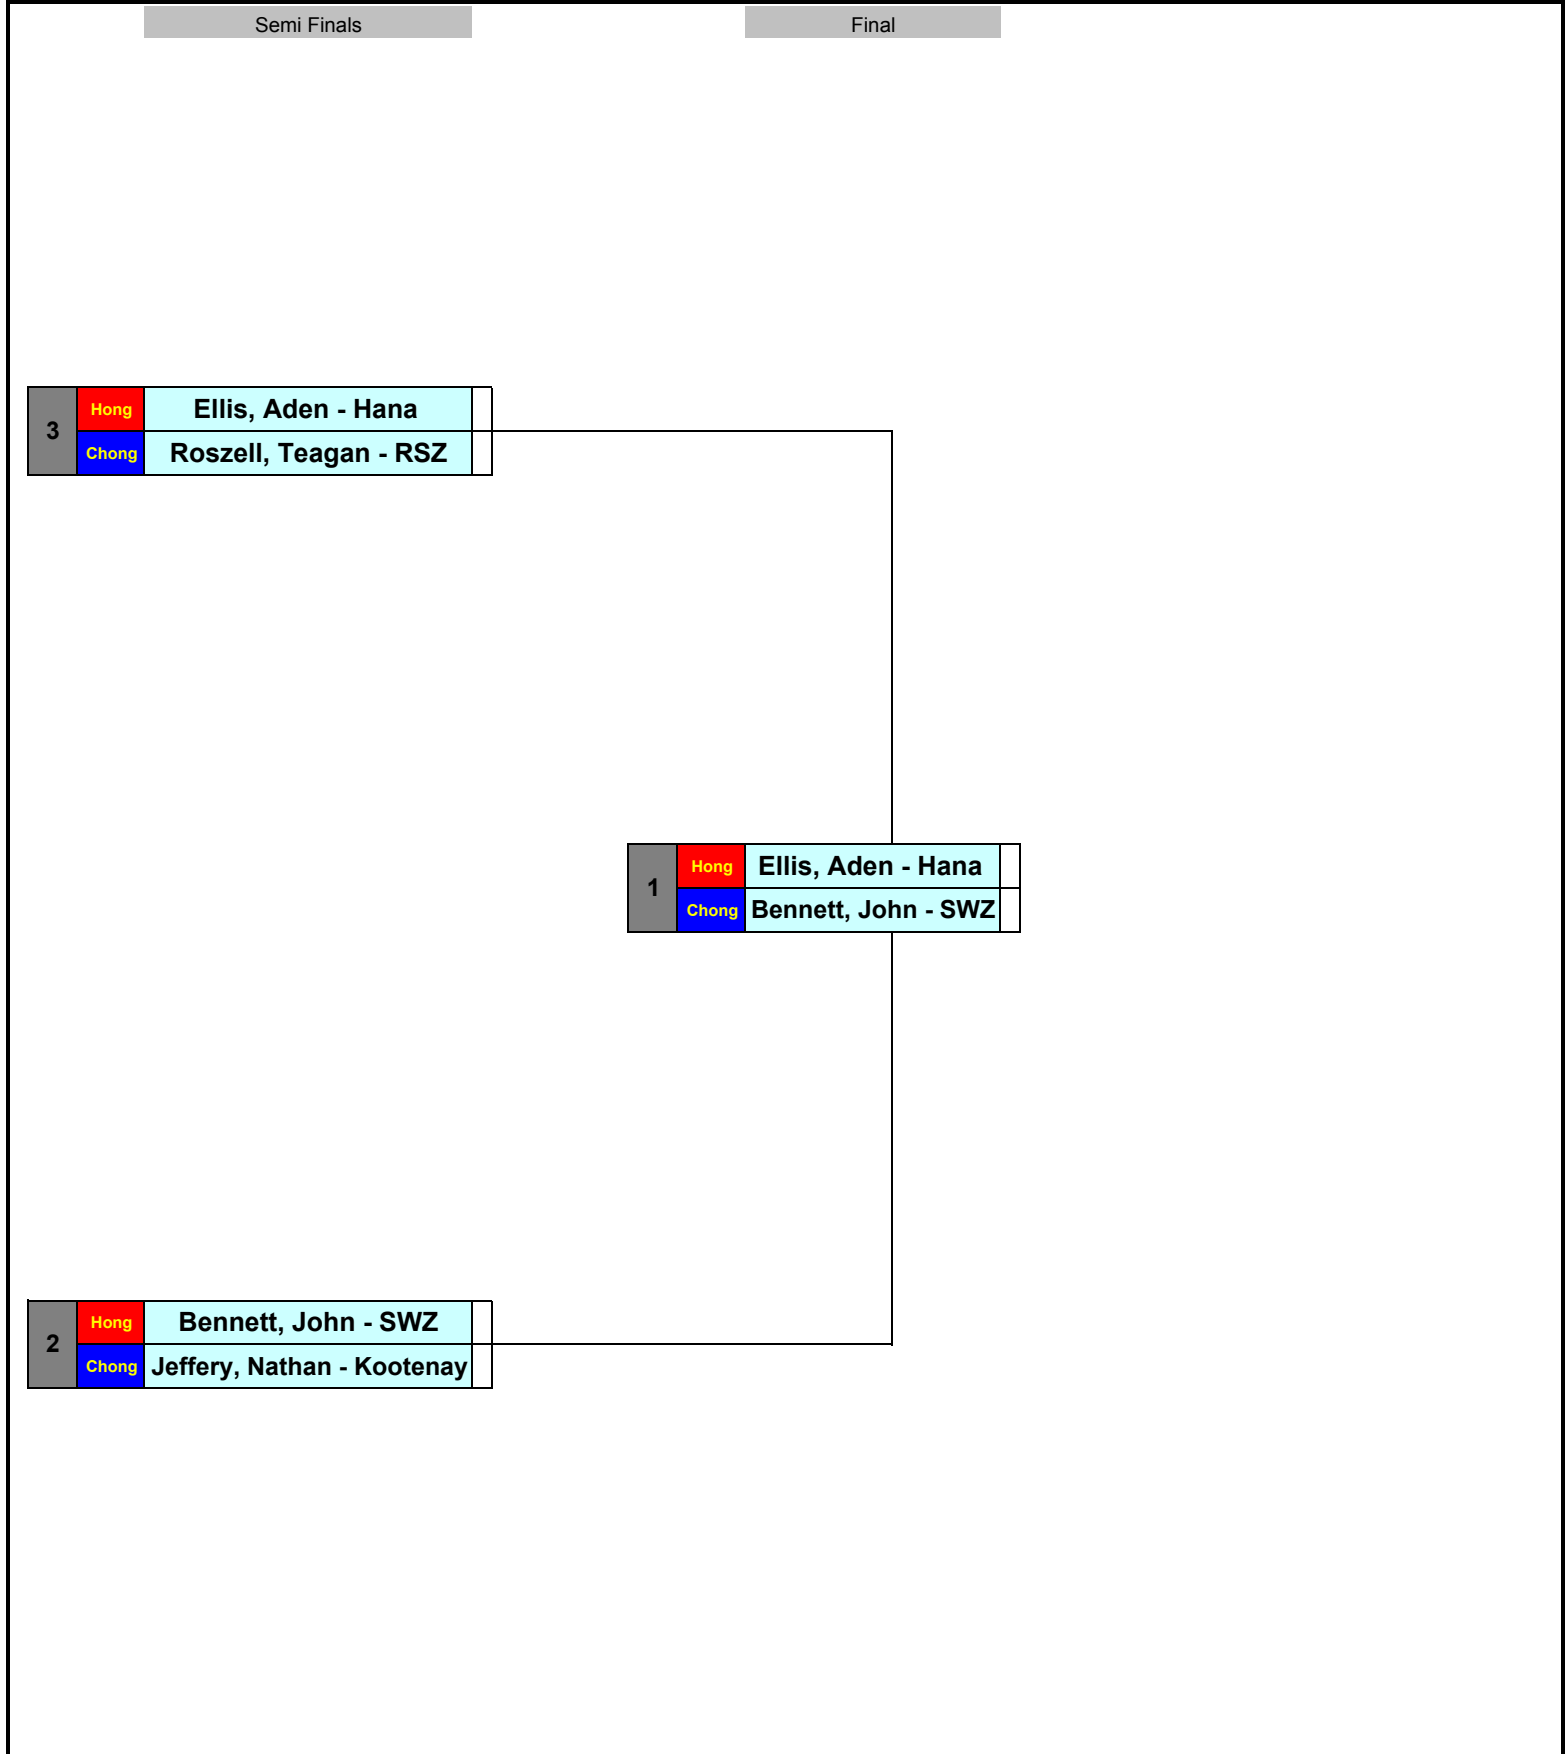 Semi Finals
Final
3
Hong
Ellis, Aden - Hana
Chong
Roszell, Teagan - RSZ
1
Hong
Ellis, Aden - Hana
Chong
Bennett, John - SWZ
2
Hong
Bennett, John - SWZ
Chong
Jeffery, Nathan - Kootenay